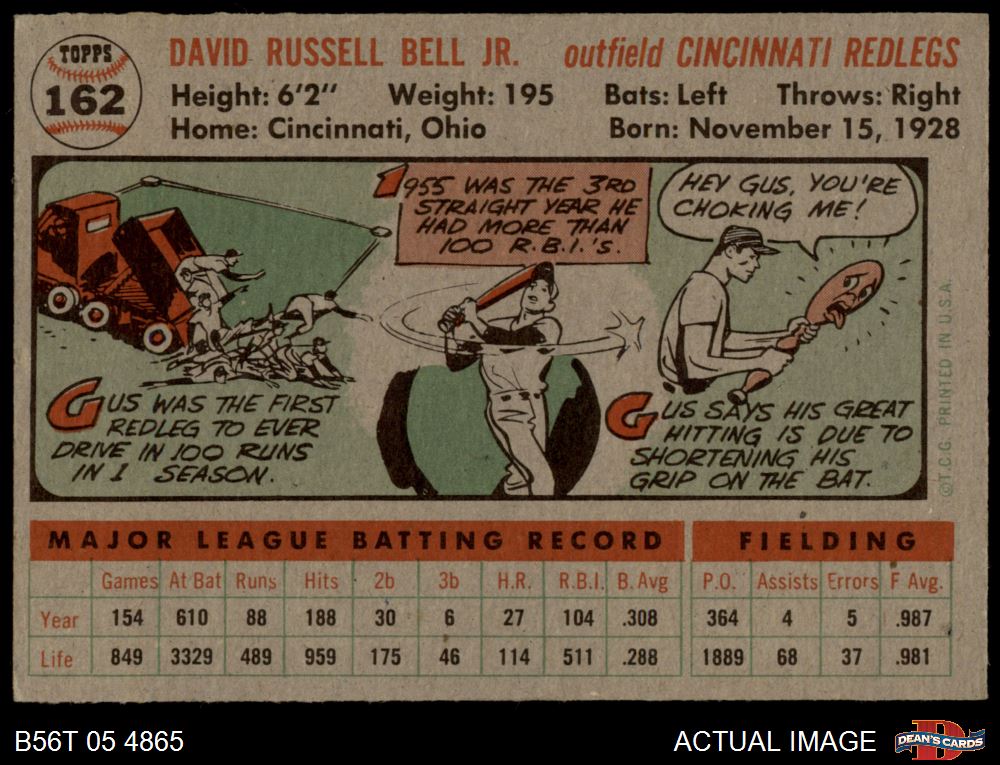 TOPPS
162
DAVID RUSSELL BELL JR. outfield CINCINNATI REDLEGS
Height: 6'2" Weight: 195 Bats: Left Throws: Right
Home: Cincinnati, Ohio Born: November 15, 1928
1955 WAS THE 3RD
STRAIGHT YEAR HE
HAD MORE THAN
100 R.B.I.'S.
HEY GUS, YOU'RE
CHOKING ME!
GUS WAS THE FIRST
REDLEG TO EVER
DRIVE IN 100 RUNS
IN 1 SEASON.
GUS SAYS HIS GREAT
HITTING IS DUE TO
SHORTENING HIS
GRIP ON THE BAT.
©T.C.G. PRINTED IN U.S.A.
MAJOR LEAGUE BATTING RECORD FIELDING
Games At Bat Runs Hits 2b 3b H.R. R.B.I. B. Avg P.O. Assists Errors F Avg.
Year 154 610 88 188 30 6 27 104 .308 364 4 5 .987
Life 849 3329 489 959 175 46 114 511 .288 1889 68 37 .981
B56T 05 4865 ACTUAL IMAGE DEAN'S CARDS